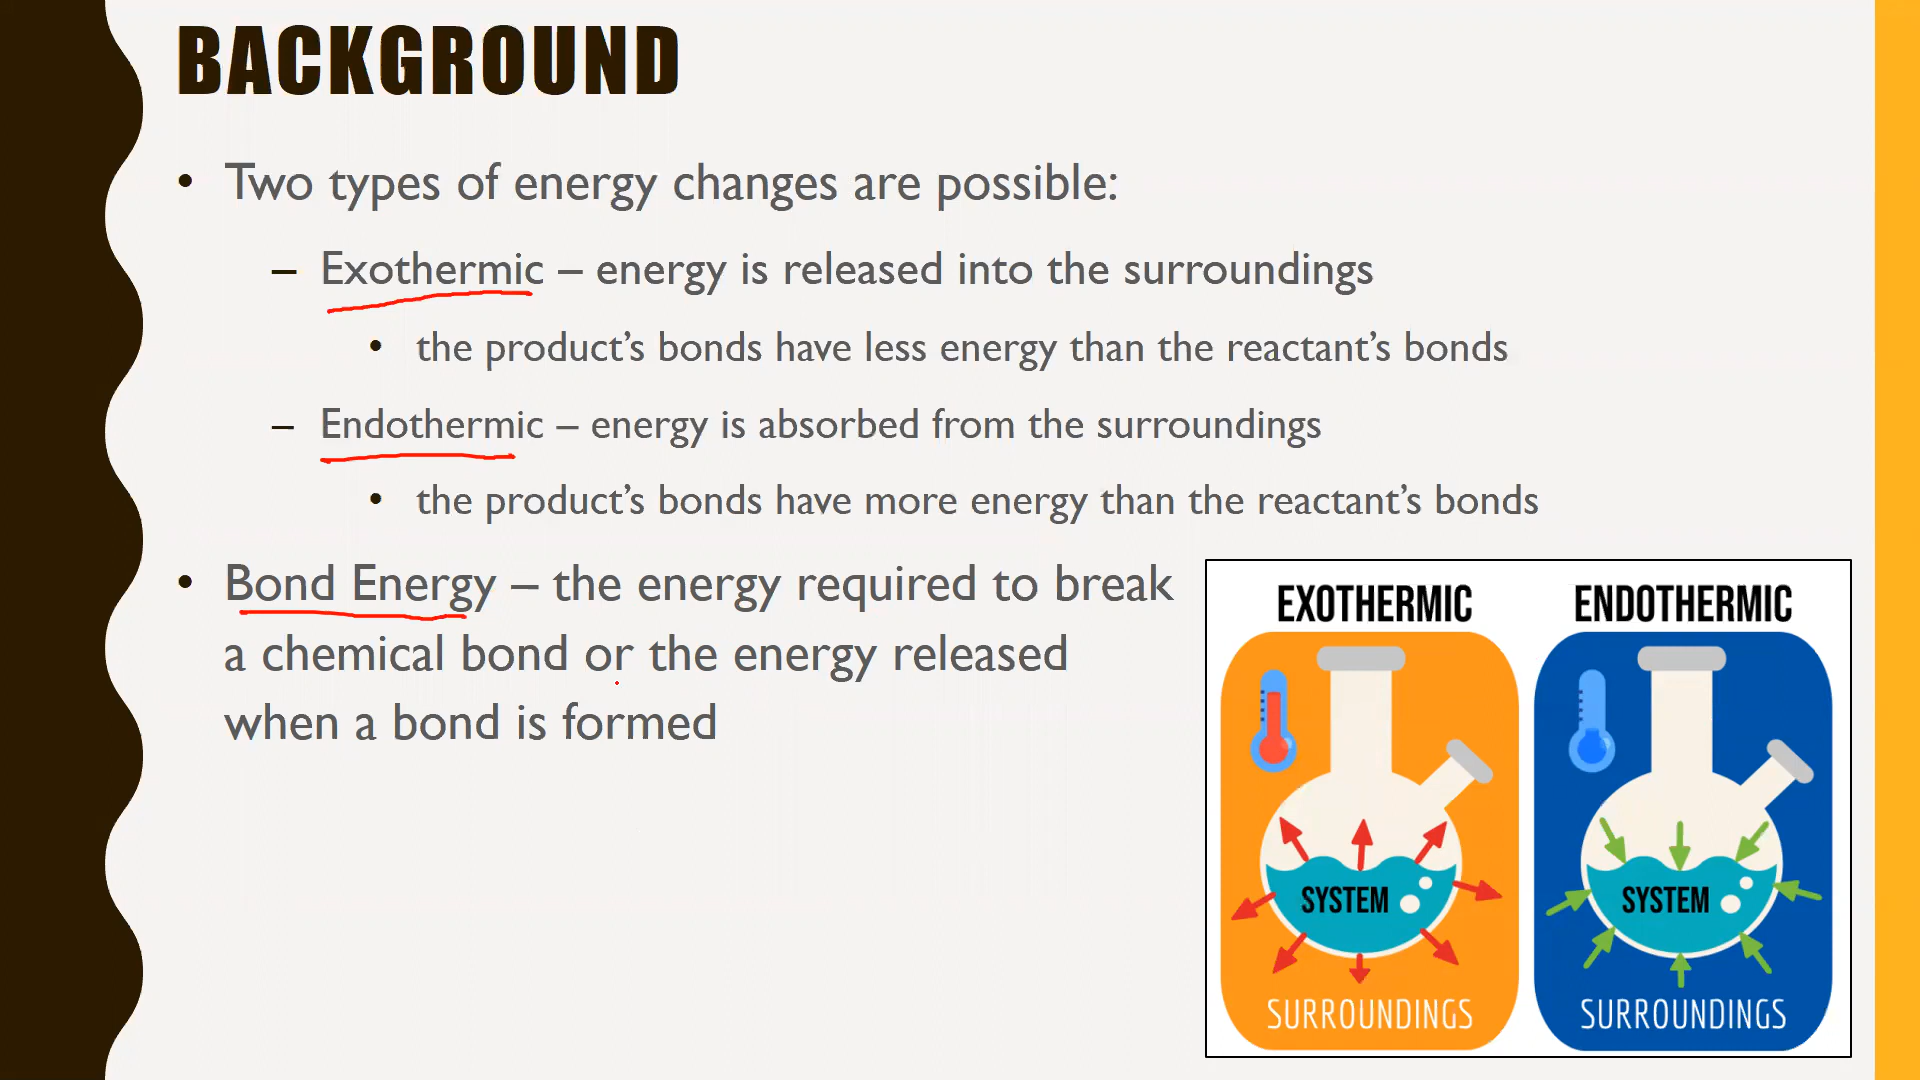 BACKGROUND
• Two types of energy changes are possible:
– Exothermic – energy is released into the surroundings
• the product’s bonds have less energy than the reactant’s bonds
– Endothermic – energy is absorbed from the surroundings
• the product’s bonds have more energy than the reactant’s bonds
• Bond Energy – the energy required to break
a chemical bond or the energy released
when a bond is formed
EXOTHERMIC
SYSTEM
SURROUNDINGS
ENDOTHERMIC
SYSTEM
SURROUNDINGS